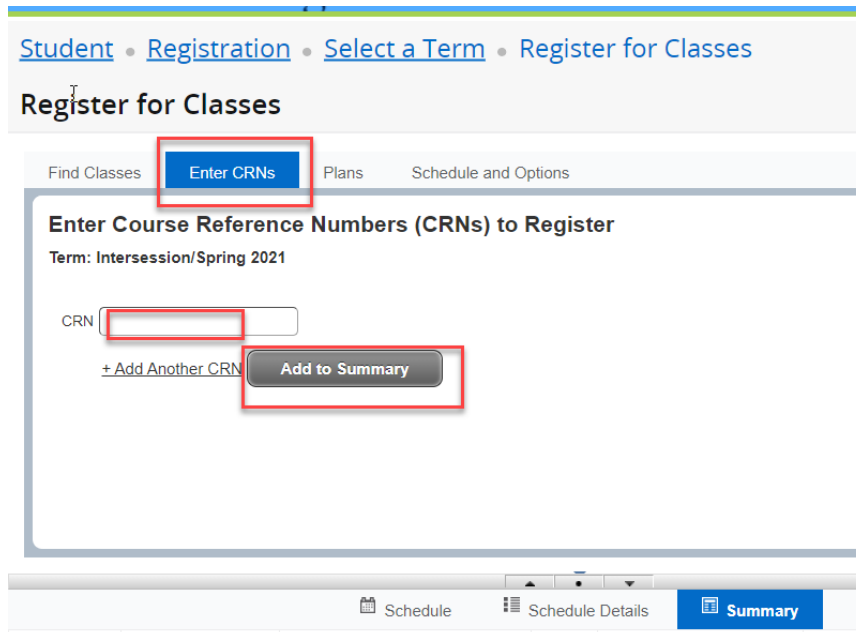 Student • Registration • Select a Term • Register for Classes
Register for Classes
Find Classes Enter CRNs Plans Schedule and Options
Enter Course Reference Numbers (CRNs) to Register
Term: Intersession/Spring 2021
CRN
+ Add Another CRN Add to Summary
Schedule Schedule Details Summary